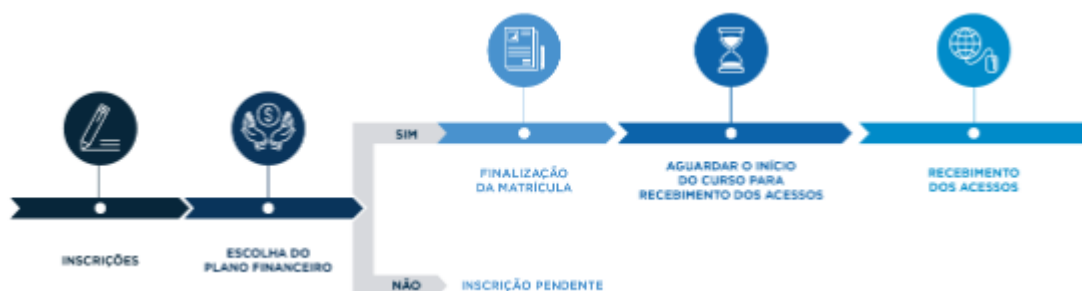 INSCRIÇÕES
ESCOLHA DO
PLANO FINANCEIRO
SIM
FINALIZAÇÃO
DA MATRÍCULA
AGUARDAR O INÍCIO
DO CURSO PARA
RECEBIMENTO DOS ACESSOS
RECEBIMENTO
DOS ACESSOS
NÃO
INSCRIÇÃO PENDENTE